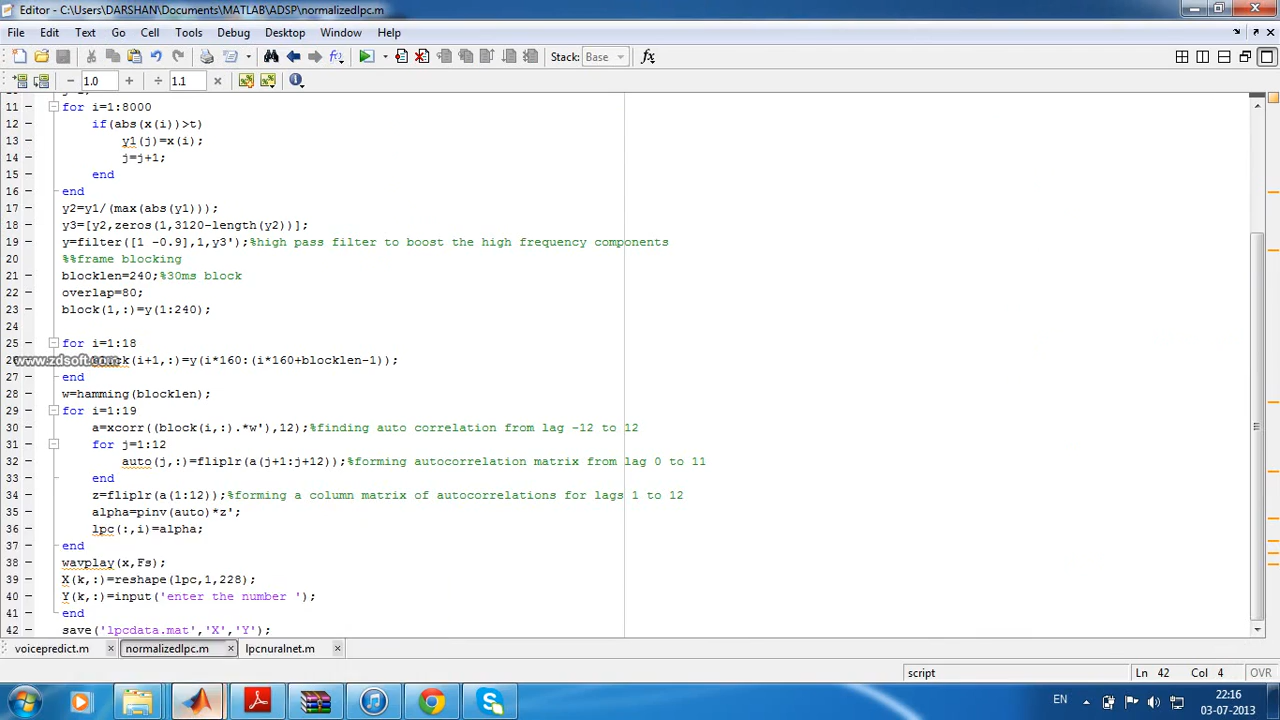 Editor - C:\Users\DARSHAN\Documents\MATLAB\ADSP\normalizedlpc.m
File Edit Text Go Cell Tools Debug Desktop Window Help
Stack: Base fx
− 1.0 + ÷ 1.1 ×
11 for i=1:8000
12 if(abs(x(i))>t)
13 y1(j)=x(i);
14 j=j+1;
15 end
16 end
17 y2=y1/(max(abs(y1)));
18 y3=[y2,zeros(1,3120-length(y2))];
19 y=filter([1 -0.9],1,y3');%high pass filter to boost the high frequency components
20 %%frame blocking
21 blocklen=240;%30ms block
22 overlap=80;
23 block(1,:)=y(1:240);
24
25 for i=1:18
www.zdsoft.com
(i+1,:)=y(i*160:(i*160+blocklen-1));
27 end
28 w=hamming(blocklen);
29 for i=1:19
30 a=xcorr((block(i,:).*w'),12);%finding auto correlation from lag -12 to 12
31 for j=1:12
32 auto(j,:)=fliplr(a(j+1:j+12));%forming autocorrelation matrix from lag 0 to 11
33 end
34 z=fliplr(a(1:12));%forming a column matrix of autocorrelations for lags 1 to 12
35 alpha=pinv(auto)*z';
36 lpc(:,i)=alpha;
37 end
38 wavplay(x,Fs);
39 X(k,:)=reshape(lpc,1,228);
40 Y(k,:)=input('enter the number ');
41 end
42 save('lpcdata.mat','X','Y');
voicepredict.m × normalizedlpc.m × lpcnuralnet.m ×
script Ln 42 Col 4 OVR
EN 22:16
03-07-2013